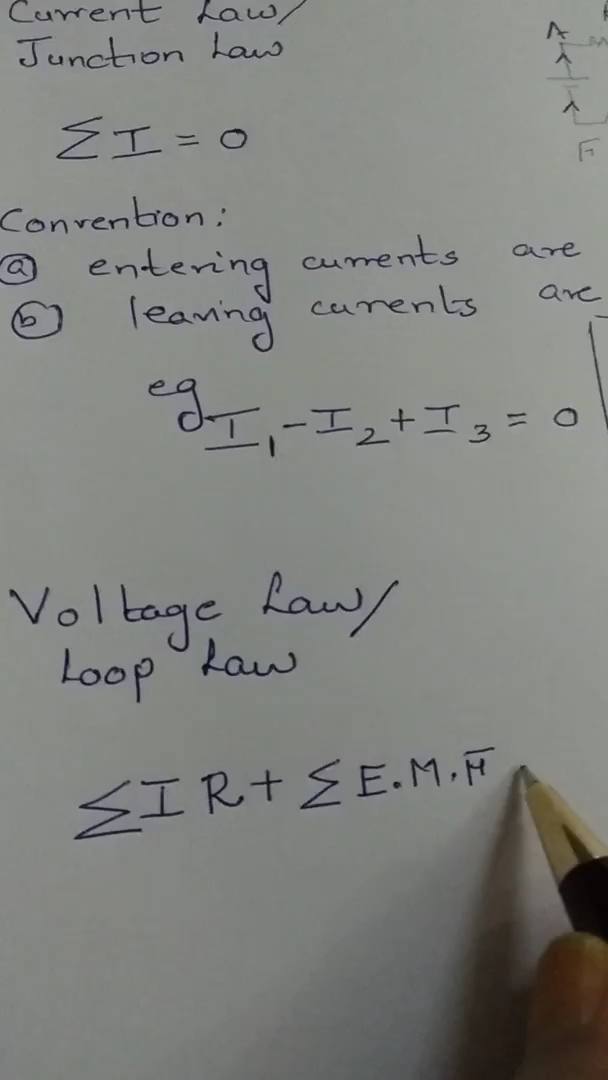 Current Law/
Junction Law
A
F
ΣI = 0
Convention:
(a) entering currents are
(b) leaving currents are
eg I₁ - I₂ + I₃ = 0
Voltage Law/
Loop Law
ΣIR + ΣE.M.F